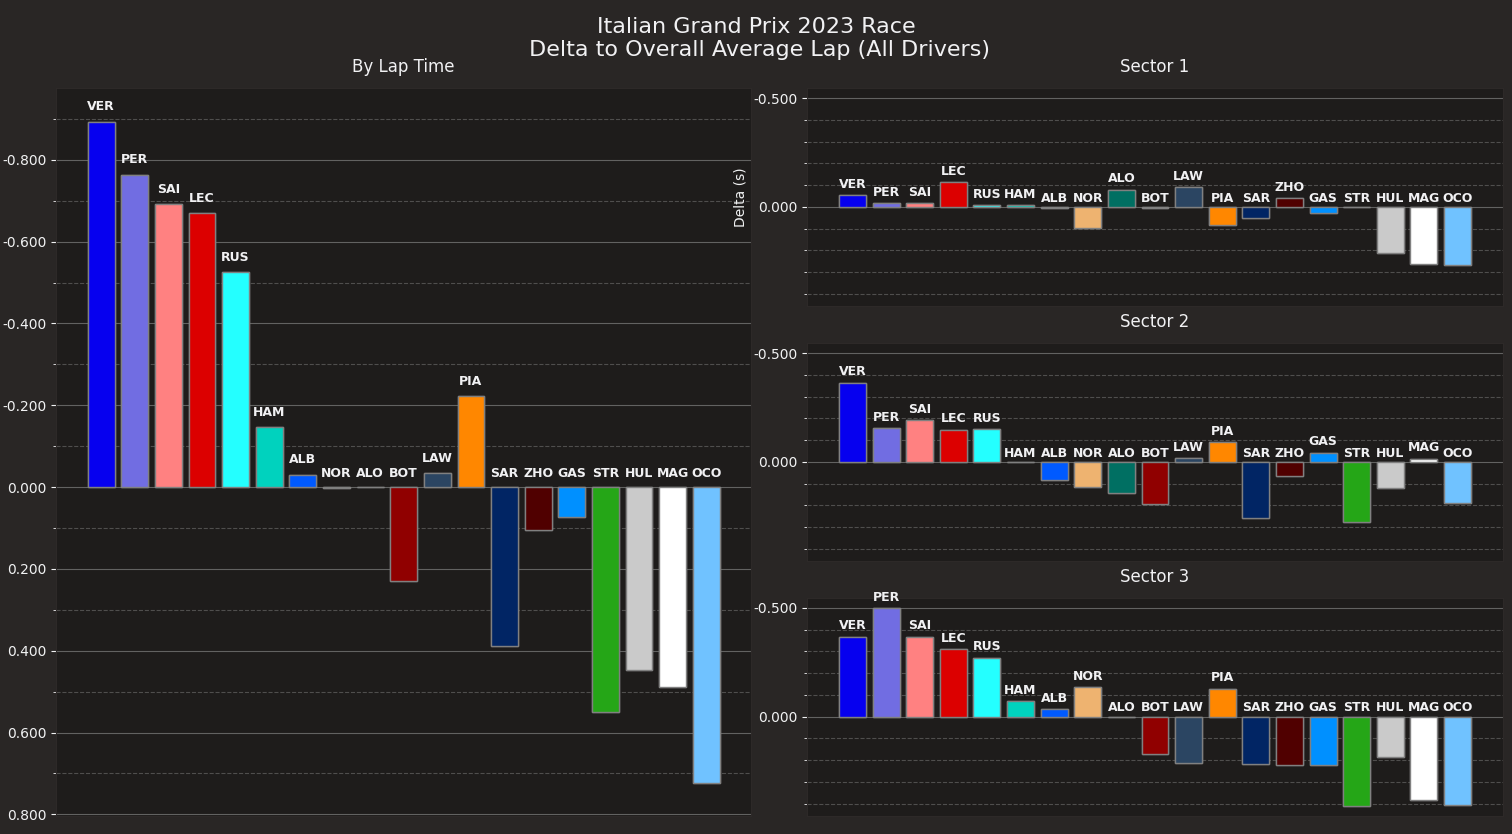 Italian Grand Prix 2023 Race
Delta to Overall Average Lap (All Drivers)
By Lap Time
VER
PER
SAI
LEC
RUS
HAM
ALB
NOR
ALO
BOT
LAW
PIA
SAR
ZHO
GAS
STR
HUL
MAG
OCO
-0.800
-0.600
-0.400
-0.200
0.000
0.200
0.400
0.600
0.800
Delta (s)
Sector 1
-0.500
0.000
VER
PER
SAI
LEC
RUS
HAM
ALB
NOR
ALO
BOT
LAW
PIA
SAR
ZHO
GAS
STR
HUL
MAG
OCO
Sector 2
-0.500
0.000
VER
PER
SAI
LEC
RUS
HAM
ALB
NOR
ALO
BOT
LAW
PIA
SAR
ZHO
GAS
STR
HUL
MAG
OCO
Sector 3
-0.500
0.000
VER
PER
SAI
LEC
RUS
HAM
ALB
NOR
ALO
BOT
LAW
PIA
SAR
ZHO
GAS
STR
HUL
MAG
OCO